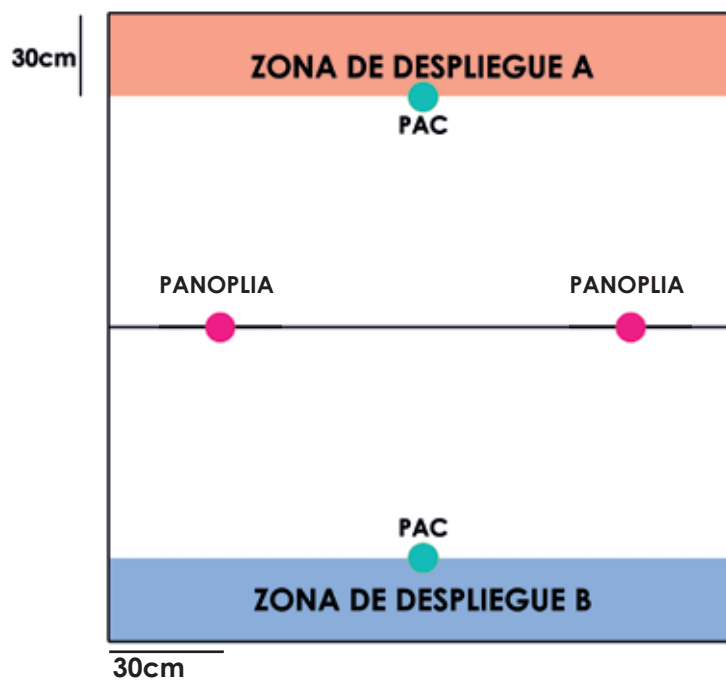 30cm
ZONA DE DESPLIEGUE A
PAC
PANOPLIA
PANOPLIA
PAC
ZONA DE DESPLIEGUE B
30cm